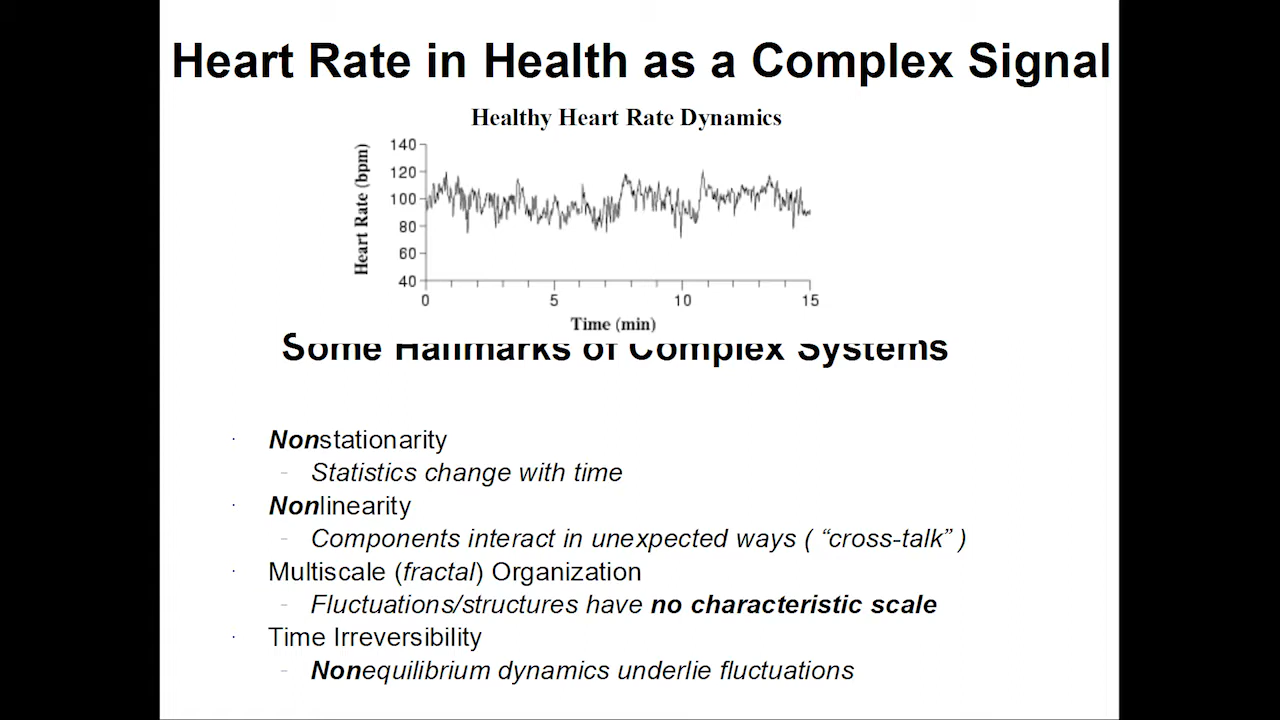 Heart Rate in Health as a Complex Signal
Healthy Heart Rate Dynamics
Heart Rate (bpm)
140
120
100
80
60
40
0 5 10 15
Time (min)
Some Hallmarks of Complex Systems
· Nonstationarity
- Statistics change with time
· Nonlinearity
- Components interact in unexpected ways ( “cross-talk” )
· Multiscale (fractal) Organization
- Fluctuations/structures have no characteristic scale
· Time Irreversibility
- Nonequilibrium dynamics underlie fluctuations